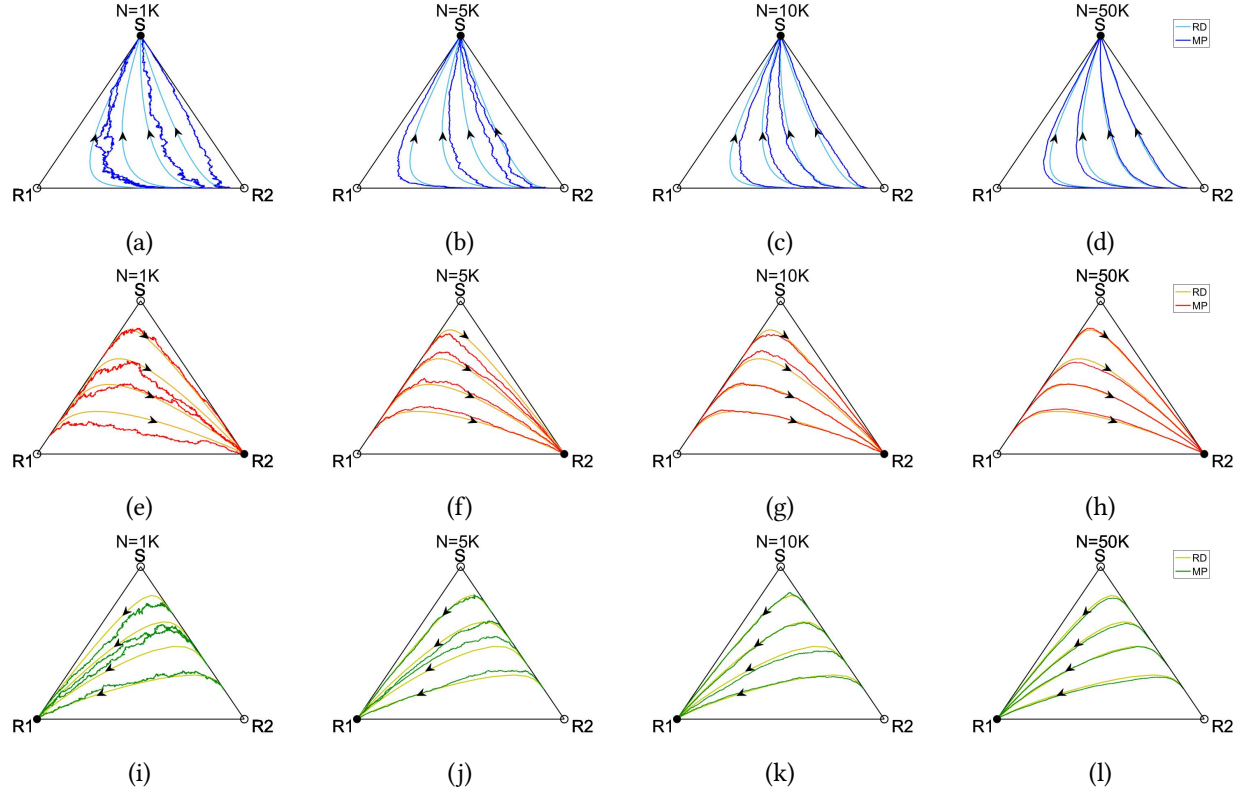 N=1K N=5K N=10K N=50K
S S S S
RD
MP
R1 R2 R1 R2 R1 R2 R1 R2
(a) (b) (c) (d)
N=1K N=5K N=10K N=50K
S S S S
RD
MP
R1 R2 R1 R2 R1 R2 R1 R2
(e) (f) (g) (h)
N=1K N=5K N=10K N=50K
S S S S
RD
MP
R1 R2 R1 R2 R1 R2 R1 R2
(i) (j) (k) (l)